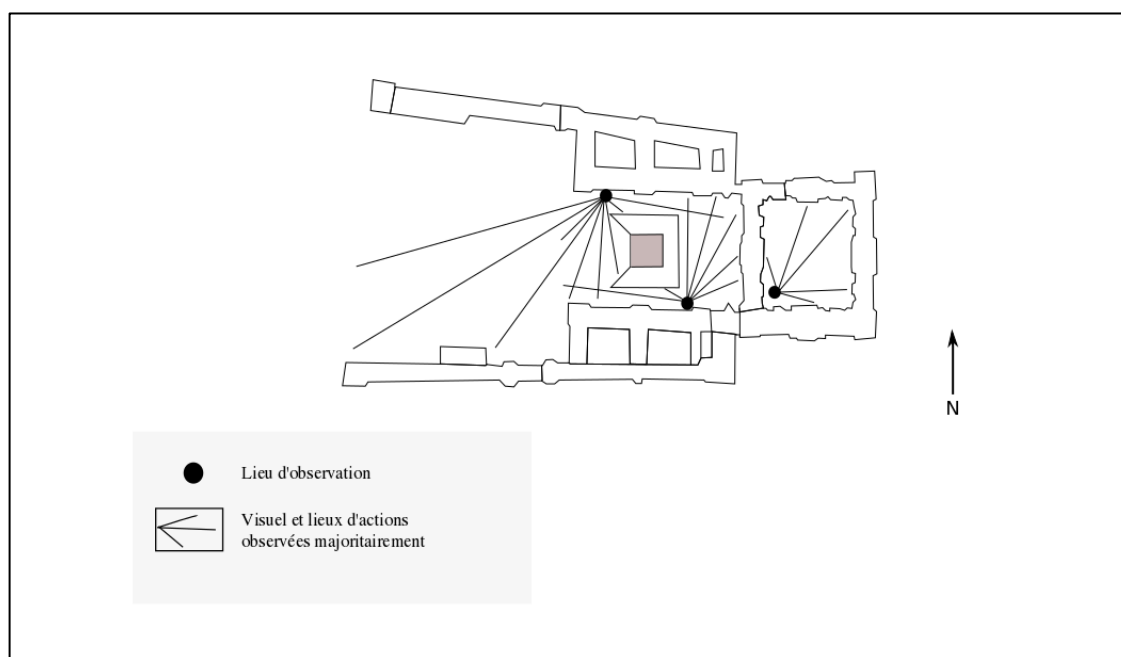 N
Lieu d'observation
Visuel et lieux d'actions
observées majoritairement